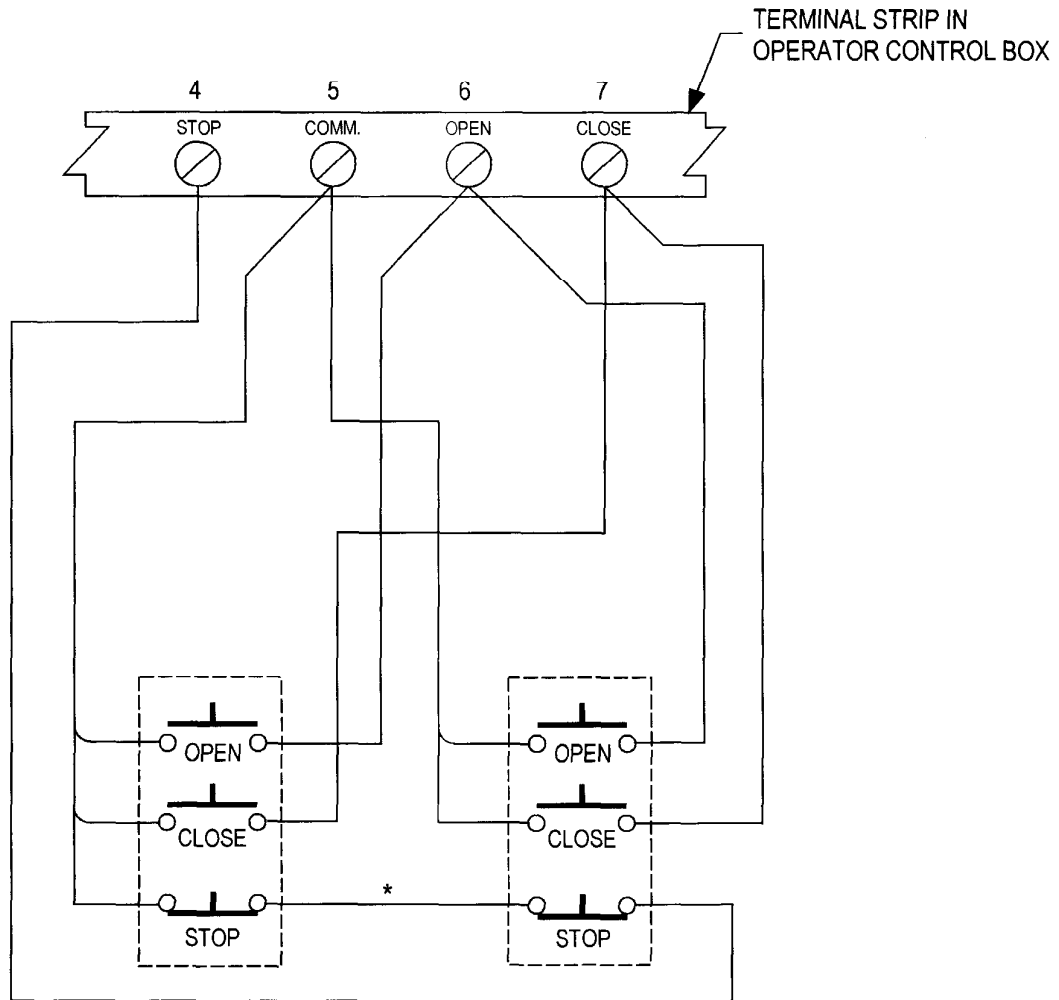 TERMINAL STRIP IN
OPERATOR CONTROL BOX
4 5 6 7
STOP COMM. OPEN CLOSE
OPEN OPEN
CLOSE CLOSE
*
STOP STOP